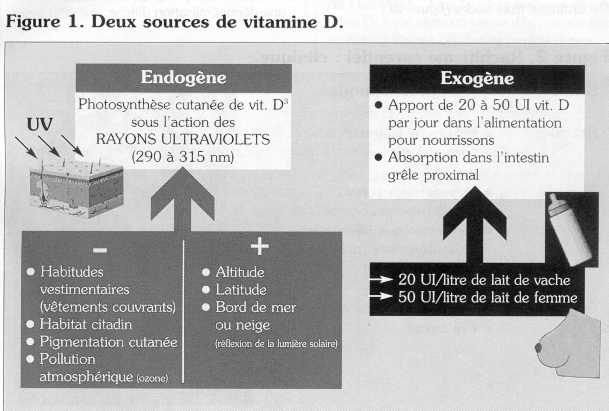 Figure 1. Deux sources de vitamine D.
Endogène
Photosynthèse cutanée de vit. D³
sous l'action des
RAYONS ULTRAVIOLETS
(290 à 315 nm)
UV
Exogène
● Apport de 20 à 50 UI vit. D
par jour dans l'alimentation
pour nourrissons
● Absorption dans l'intestin
grêle proximal
–
● Habitudes
vestimentaires
(vêtements couvrants)
● Habitat citadin
● Pigmentation cutanée
● Pollution
atmosphérique (ozone)
+
● Altitude
● Latitude
● Bord de mer
ou neige
(réflexion de la lumière solaire)
→ 20 UI/litre de lait de vache
→ 50 UI/litre de lait de femme